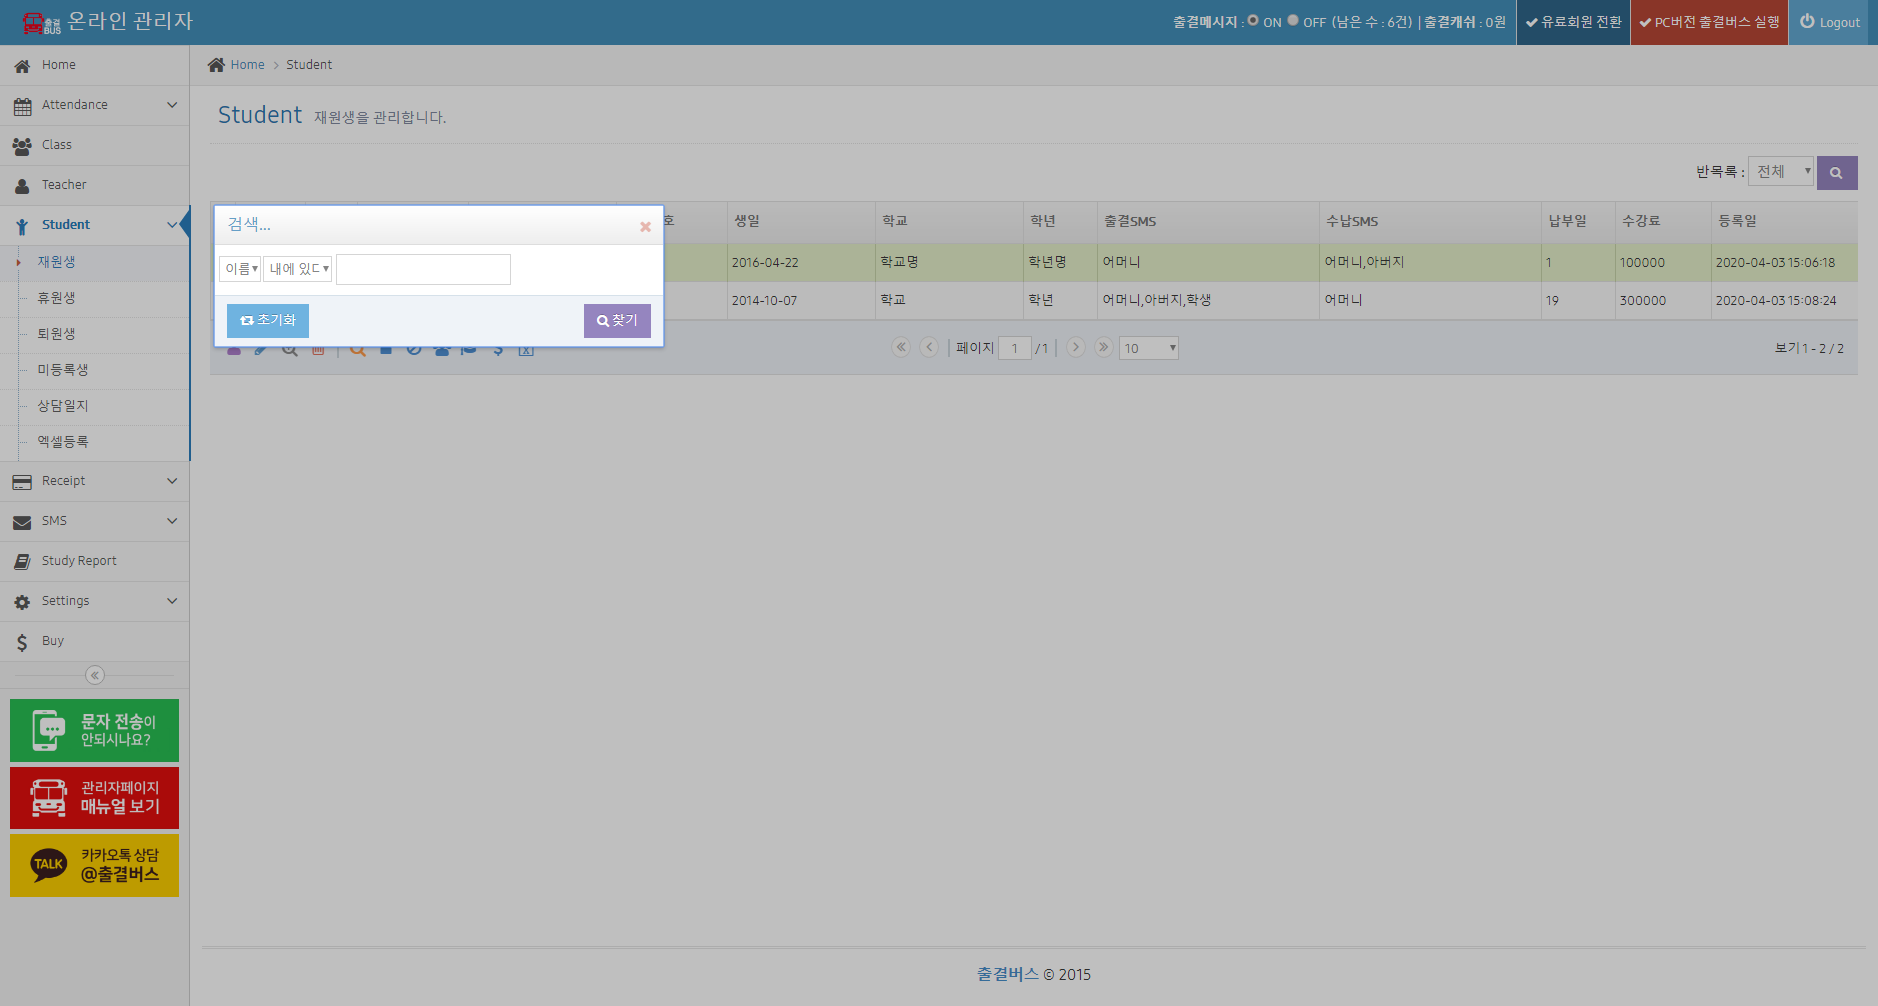 출결 BUS 온라인 관리자
출결메시지 : ON OFF (남은 수 : 6건) | 출결캐쉬 : 0원
유료회원 전환
PC버전 출결버스 실행
Logout
Home
Attendance
Class
Teacher
Student
재원생
휴원생
퇴원생
미등록생
상담일지
엑셀등록
Receipt
SMS
Study Report
Settings
Buy
문자 전송이
안되시나요?
관리자페이지
매뉴얼 보기
TALK
카카오톡 상담
@출결버스
Home > Student
Student 재원생을 관리합니다.
반목록 : 전체
호 생일 학교 학년 출결SMS 수납SMS 납부일 수강료 등록일
2016-04-22 학교명 학년명 어머니 어머니,아버지 1 100000 2020-04-03 15:06:18
2014-10-07 학교 학년 어머니,아버지,학생 어머니 19 300000 2020-04-03 15:08:24
검색...
이름 내에 있다
초기화
찾기
페이지 1 / 1 10
보기 1 - 2 / 2
출결버스 © 2015